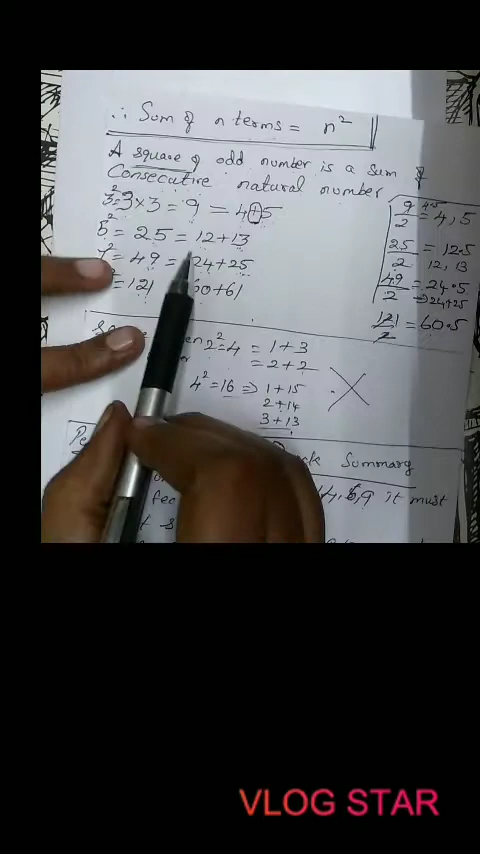 ∴ Sum of n terms = n²
A square of odd number is a sum of
Consecutive natural number
3² = 3 × 3 = 9 = 4 + 5
5² = 25 = 12 + 13
7² = 49 = 24 + 25
² = 121 60 + 61
9/2 = 4.5 4, 5
25/2 = 12.5
12, 13
49/2 = 24.5
⇒ 24+25
121/2 = 60.5
2² = 4 = 1 + 3
= 2 + 2
4² = 16 ⇒ 1 + 15
2 + 14
3 + 13
Summary
9 it must
VLOG STAR